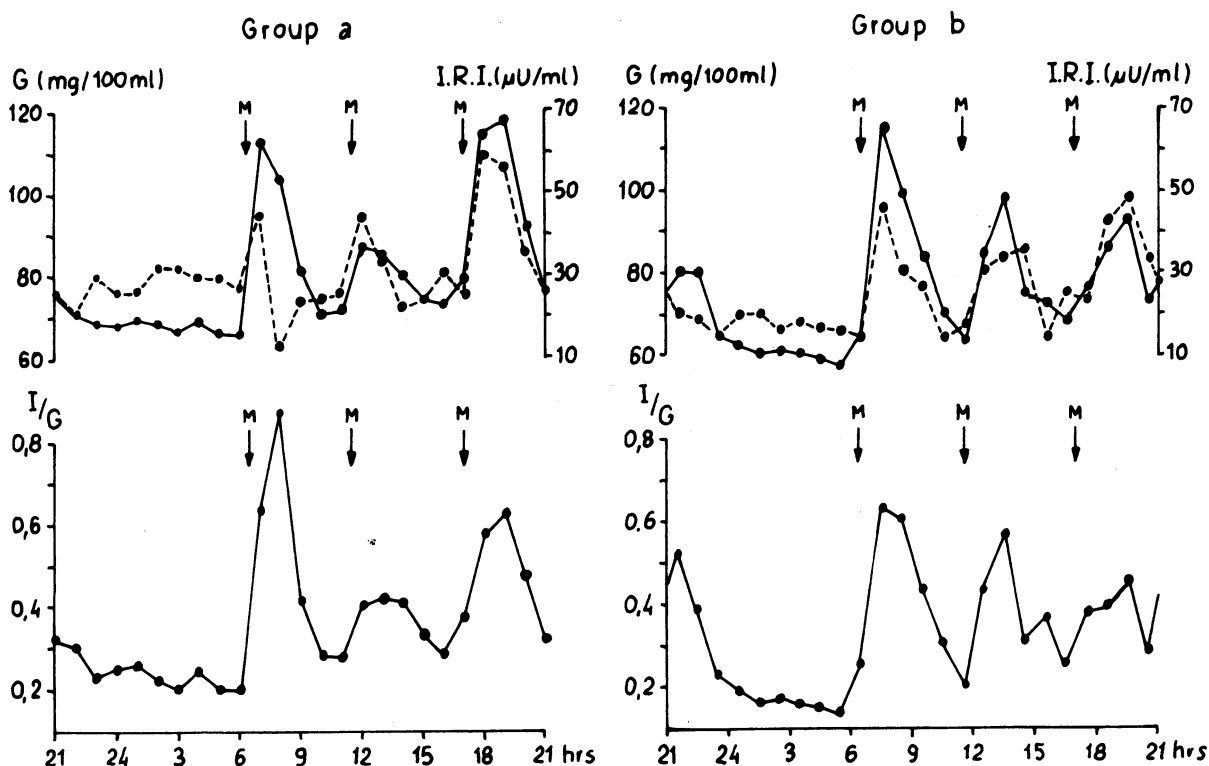 Group a
G (mg/100ml) I.R.I.(μU/ml)
M M M
120 70
100 50
80 30
60 10
I/G
M M M
0,8
0,6
0,4
0,2
21 24 3 6 9 12 15 18 21 hrs
Group b
G (mg/100ml) I.R.I.(μU/ml)
M M M
120 70
100 50
80 30
60 10
I/G
M M M
0,8
0,6
0,4
0,2
21 24 3 6 9 12 15 18 21 hrs